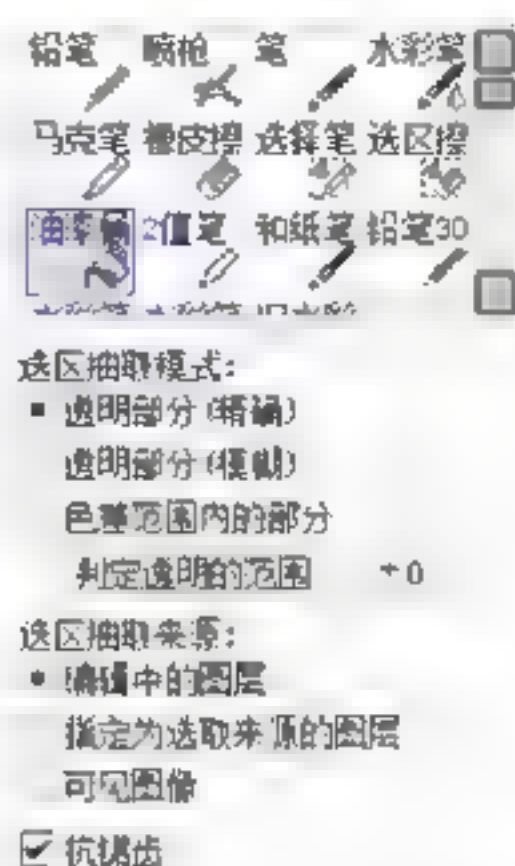 铅笔 喷枪 笔 水彩笔
马克笔 橡皮擦 选择笔 选区擦
油漆桶 2值笔 和纸笔 铅笔30
选区抽取模式:
透明部分(精确)
透明部分(模糊)
色差范围内的部分
判定透明的范围 ±0
选区抽取来源:
编辑中的图层
指定为选取来源的图层
可见图像
抗锯齿